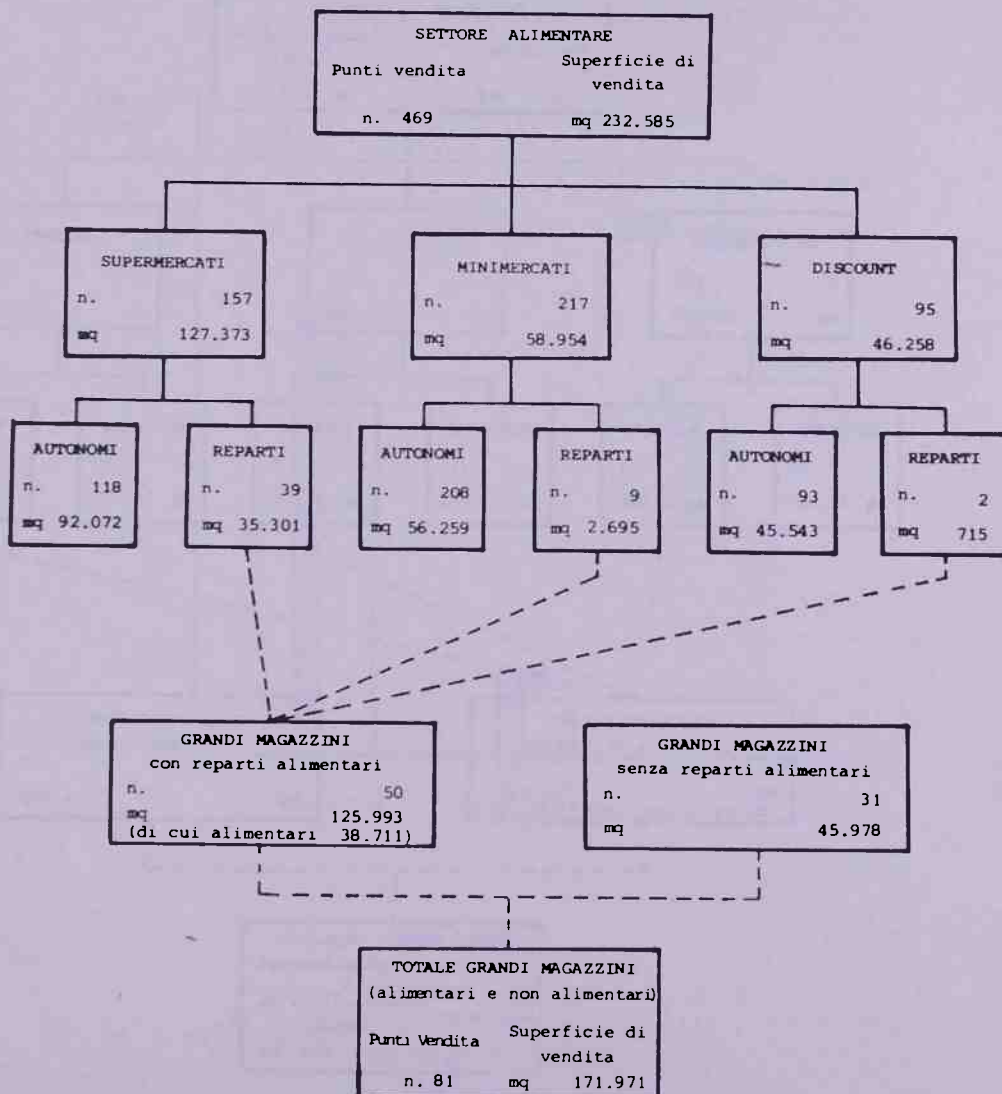 SETTORE ALIMENTARE
Punti vendita
Superficie di
vendita
n. 469
mq 232.585
SUPERMERCATI
n. 157
mq 127.373
MINIMERCATI
n. 217
mq 58.954
DISCOUNT
n. 95
mq 46.258
AUTONOMI
n. 118
mq 92.072
REPARTI
n. 39
mq 35.301
AUTONOMI
n. 208
mq 56.259
REPARTI
n. 9
mq 2.695
AUTONOMI
n. 93
mq 45.543
REPARTI
n. 2
mq 715
GRANDI MAGAZZINI
con reparti alimentari
n. 50
mq 125.993
(di cui alimentari 38.711)
GRANDI MAGAZZINI
senza reparti alimentari
n. 31
mq 45.978
TOTALE GRANDI MAGAZZINI
(alimentari e non alimentari)
Punti Vendita
Superficie di
vendita
n. 81
mq 171.971